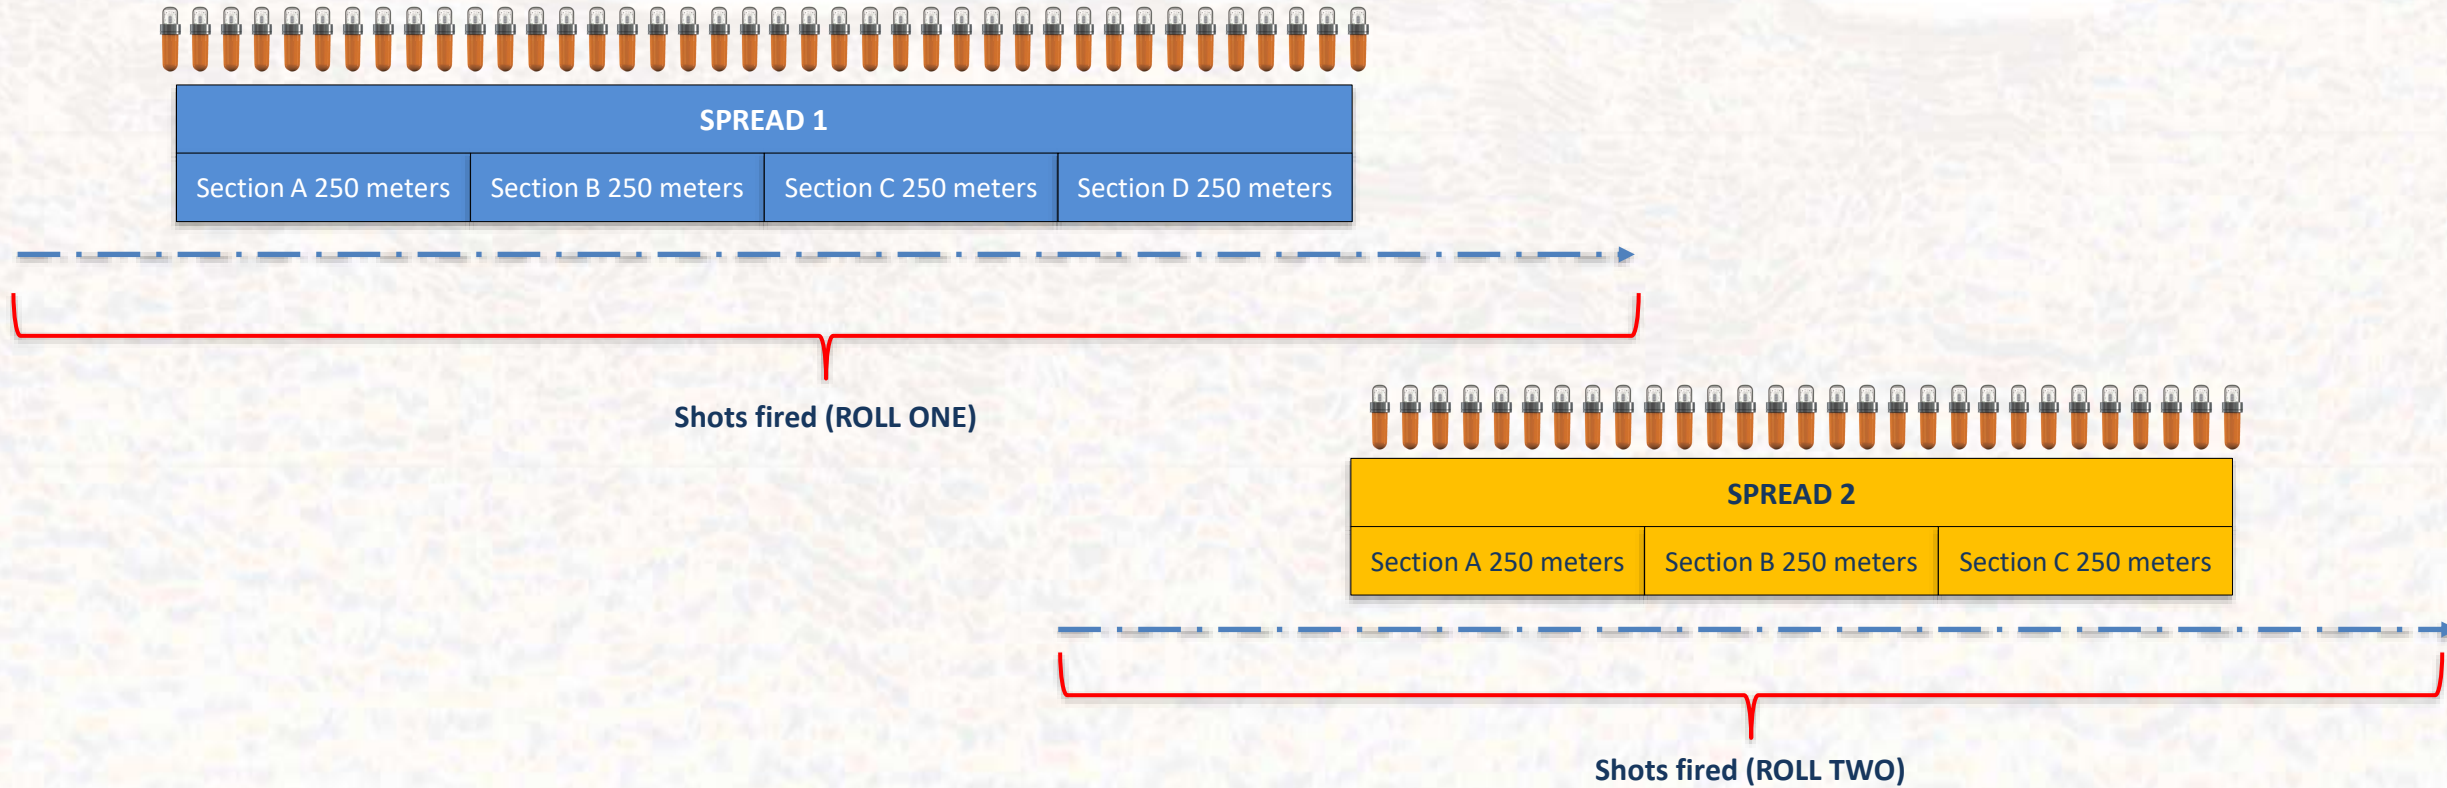 SPREAD 1
Section A 250 meters
Section B 250 meters
Section C 250 meters
Section D 250 meters
Shots fired (ROLL ONE)
SPREAD 2
Section A 250 meters
Section B 250 meters
Section C 250 meters
Shots fired (ROLL TWO)